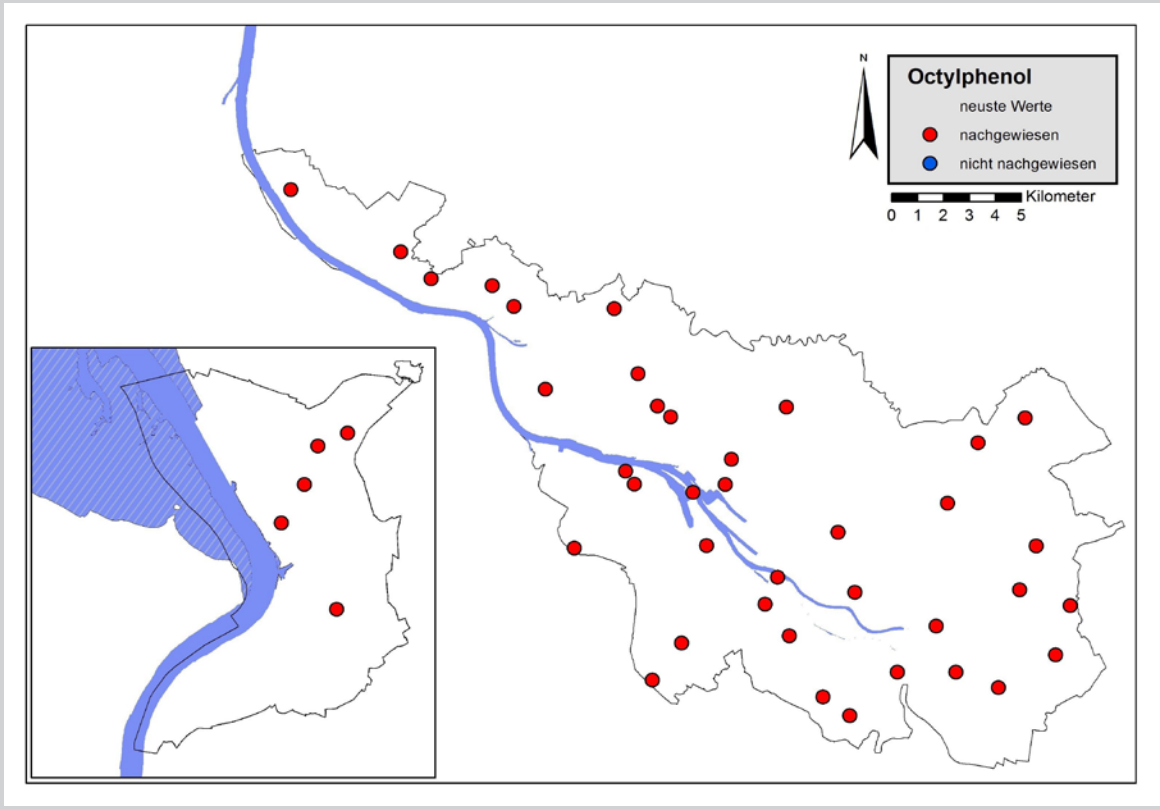 N
Octylphenol
neuste Werte
nachgewiesen
nicht nachgewiesen
Kilometer
0 1 2 3 4 5